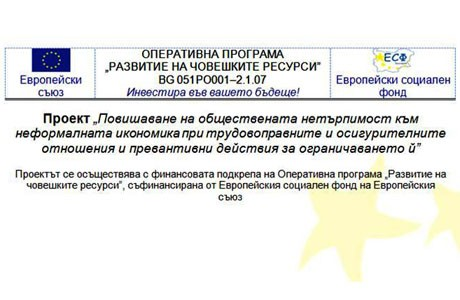 ОПЕРАТИВНА ПРОГРАМА
„РАЗВИТИЕ НА ЧОВЕШКИТЕ РЕСУРСИ”
BG 051PO001–2.1.07
Инвестира във вашето бъдеще!
Европейски
съюз
ЕСФ
Европейски социален
фонд
Проект „Повишаване на обществената нетърпимост към
неформалната икономика при трудовоправните и осигурителните
отношения и превантивни действия за ограничаването ѝ”
Проектът се осъществява с финансовата подкрепа на Оперативна програма „Развитие на
човешките ресурси”, съфинансирана от Европейския социален фонд на Европейския
съюз